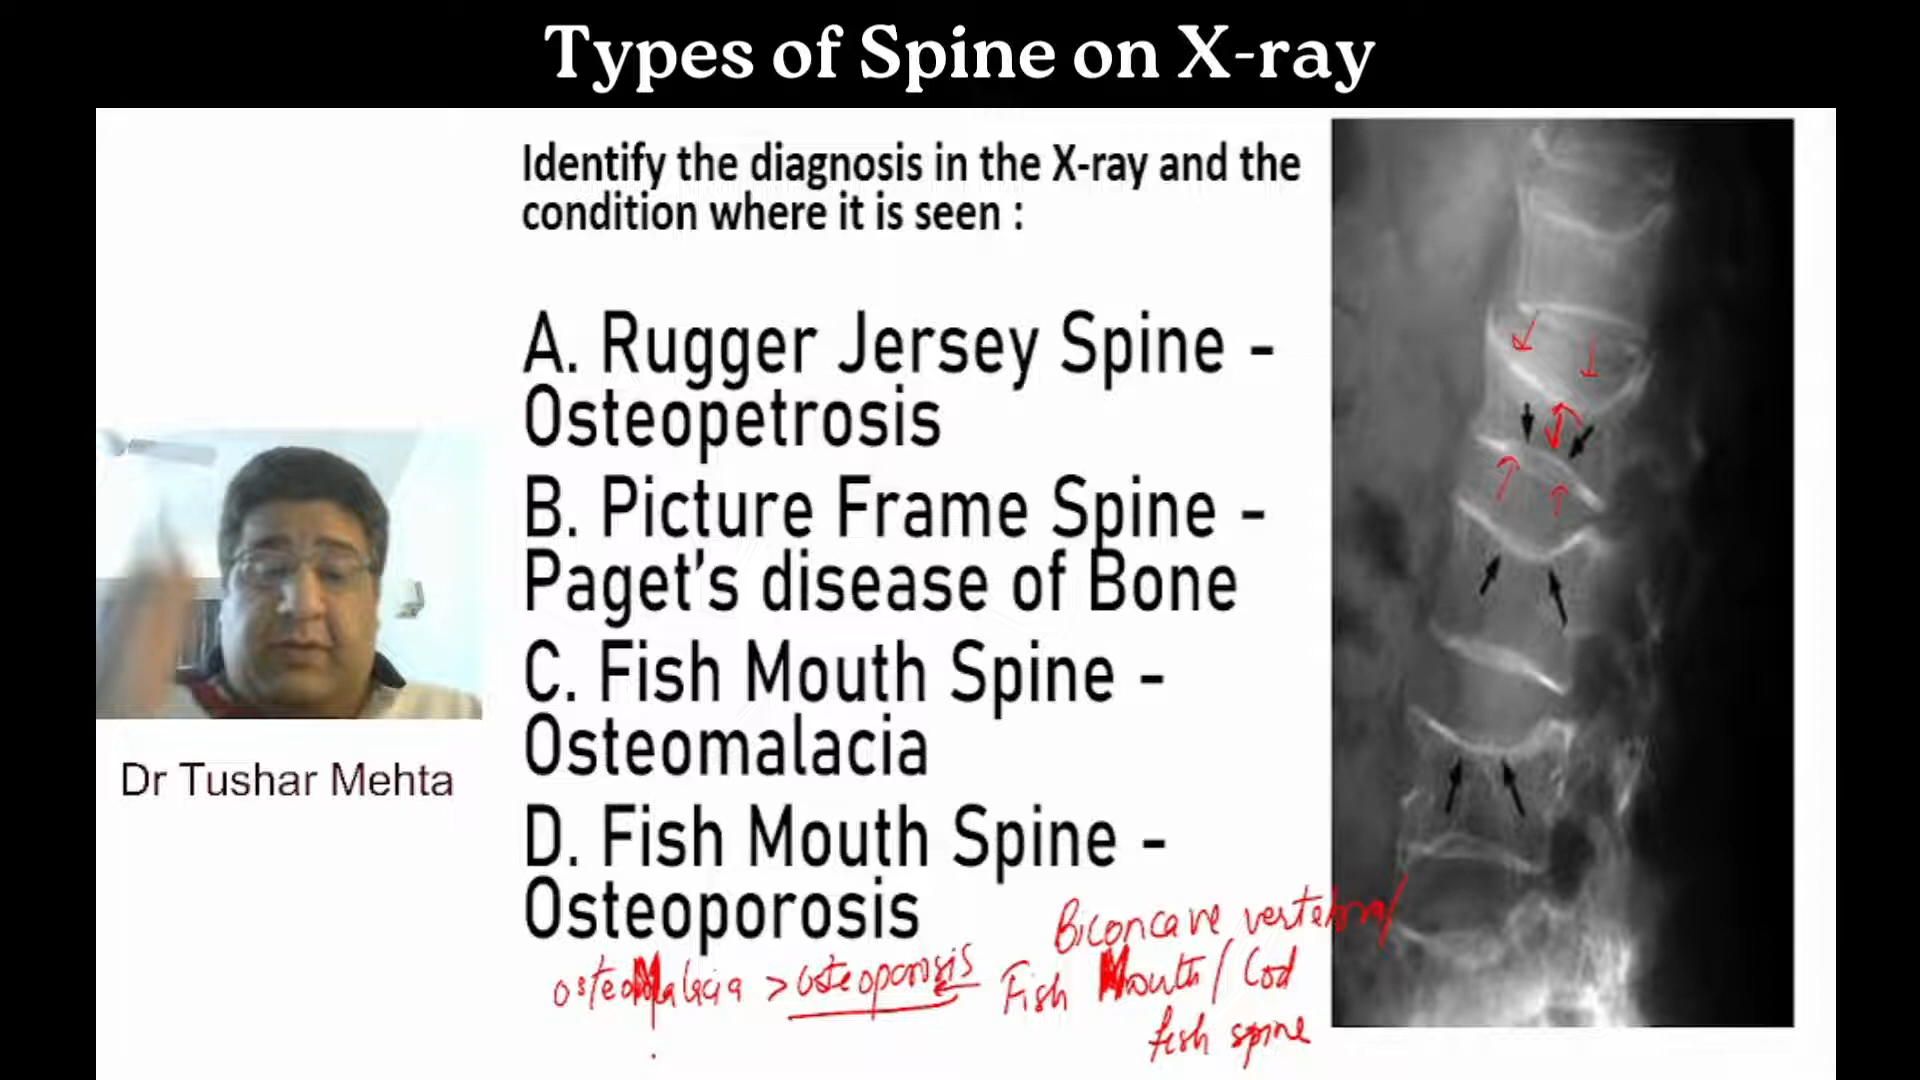 Types of Spine on X-ray
Identify the diagnosis in the X-ray and the
condition where it is seen :
A. Rugger Jersey Spine -
Osteopetrosis
B. Picture Frame Spine -
Paget's disease of Bone
C. Fish Mouth Spine -
Osteomalacia
D. Fish Mouth Spine -
Osteoporosis
Dr Tushar Mehta
Biconcave vertebra/
osteoMalacia > osteoporosis
Fish Mouth/ Cod
fish spine